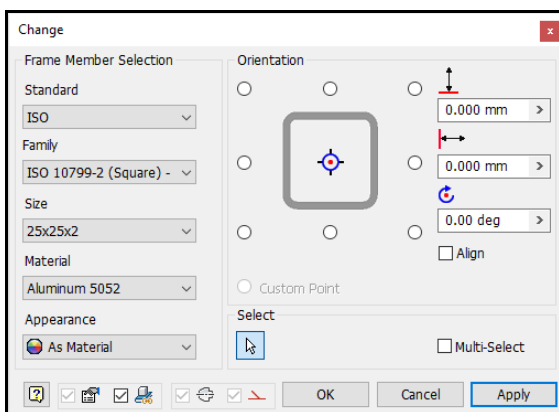 Change
Frame Member Selection
Standard
ISO
Family
ISO 10799-2 (Square) -
Size
25x25x2
Material
Aluminum 5052
Appearance
As Material
Orientation
0.000 mm
0.000 mm
0.00 deg
Align
Custom Point
Select
Multi-Select
OK
Cancel
Apply